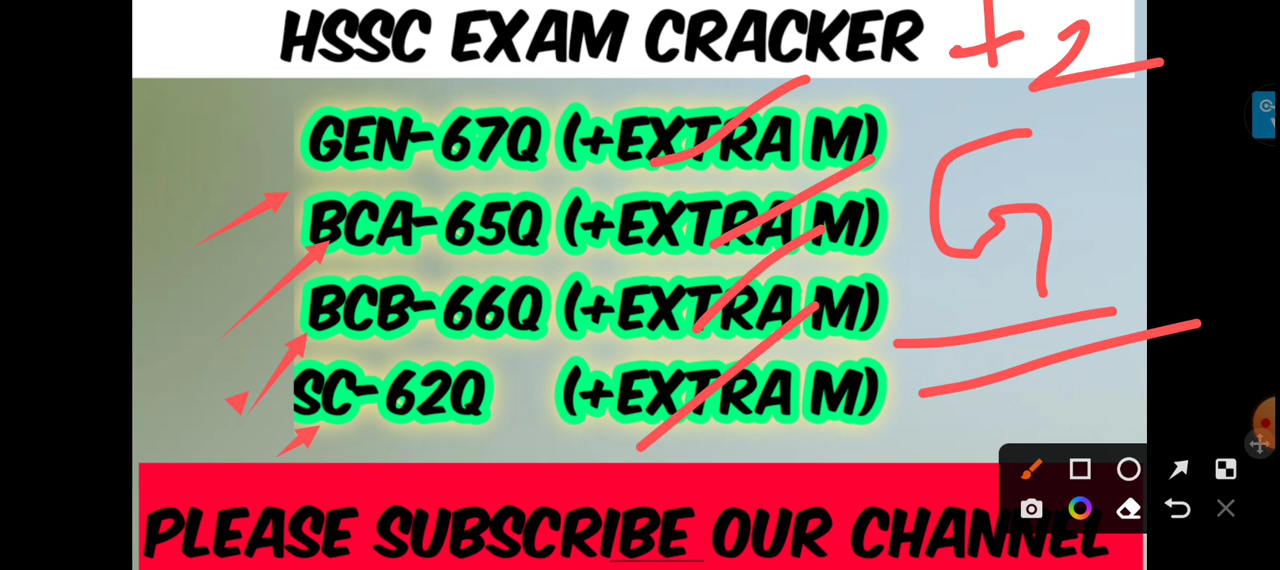 HSSC EXAM CRACKER +2
GEN-67Q (+EXTRA M)
BCA-65Q (+EXTRA M)
BCB-66Q (+EXTRA M)
SC-62Q (+EXTRA M)
G
PLEASE SUBSCRIBE OUR CHANNEL